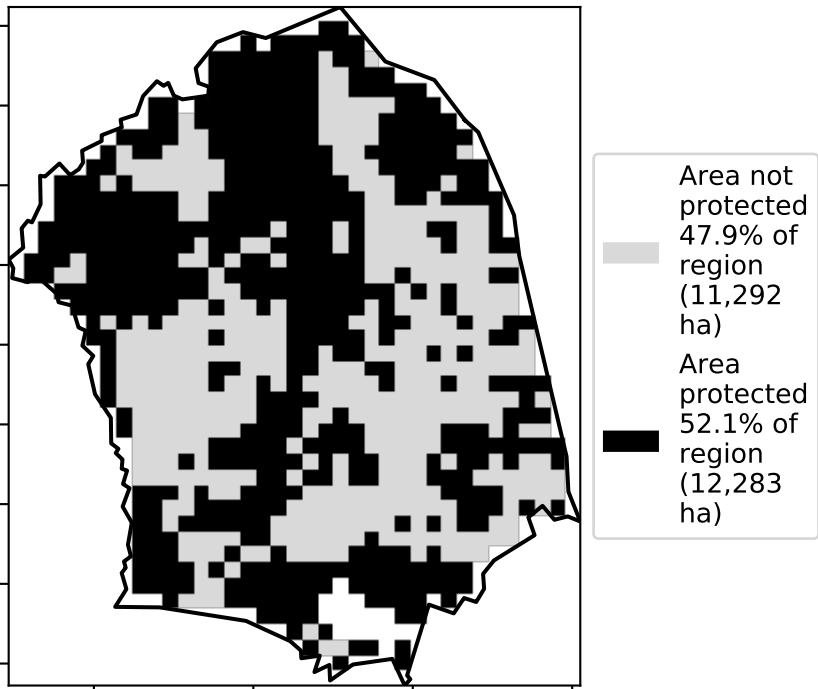 Area not
protected
47.9% of
region
(11,292
ha)
Area
protected
52.1% of
region
(12,283
ha)